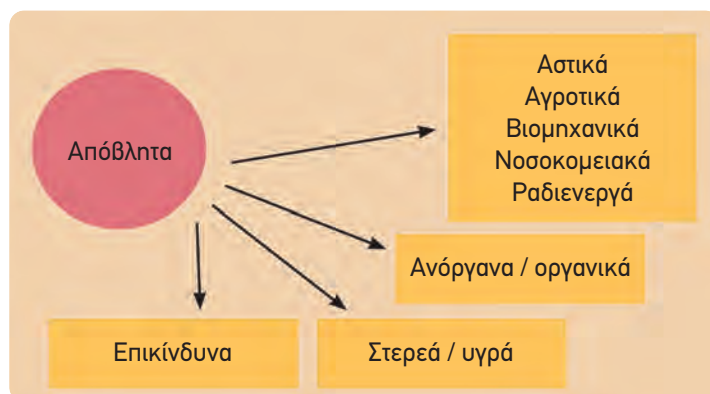 Απόβλητα
Αστικά
Αγροτικά
Βιομηχανικά
Νοσοκομειακά
Ραδιενεργά
Ανόργανα / οργανικά
Επικίνδυνα
Στερεά / υγρά